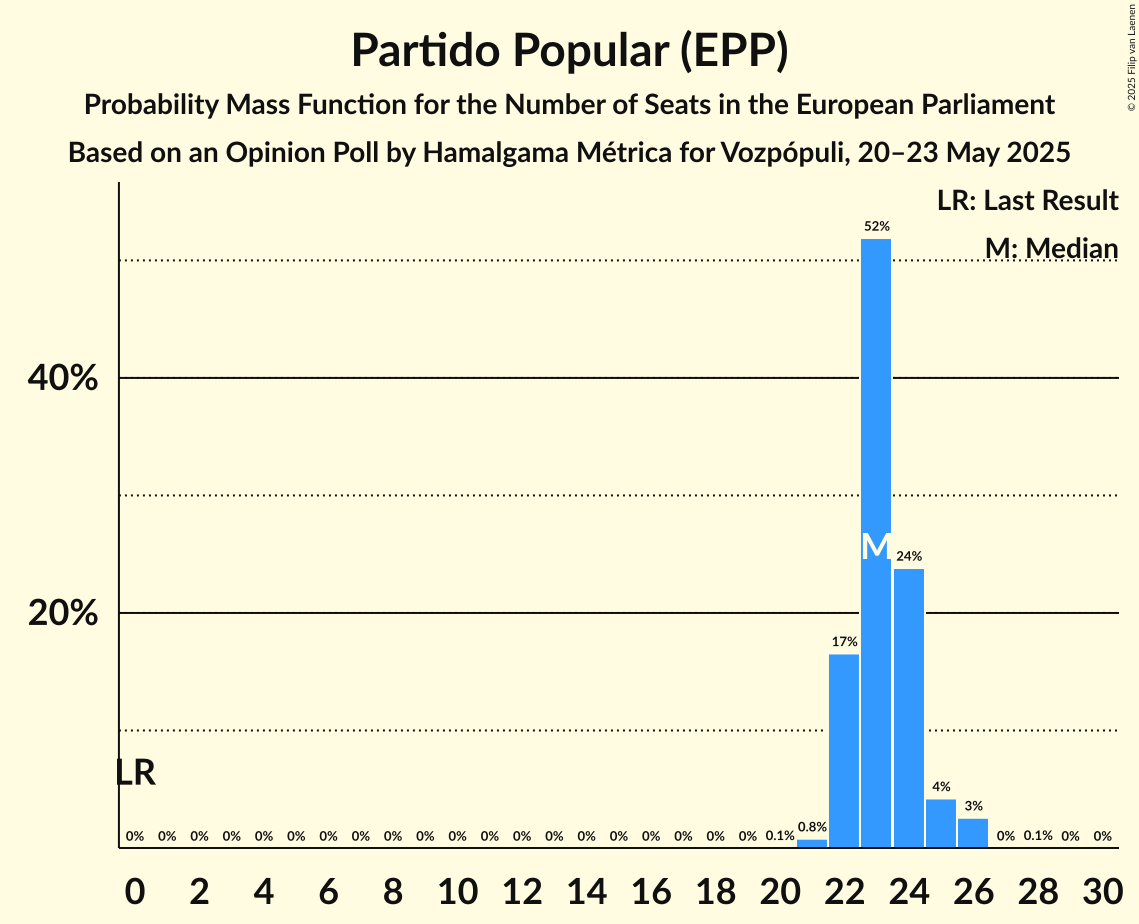 Partido Popular (EPP)
Probability Mass Function for the Number of Seats in the European Parliament
Based on an Opinion Poll by Hamalgama Métrica for Vozpópuli, 20–23 May 2025
© 2025 Filip van Laenen
LR: Last Result
M: Median
52%
40%
M
24%
20%
17%
LR
4%
3%
0% 0% 0% 0% 0% 0% 0% 0% 0% 0% 0% 0% 0% 0% 0% 0% 0% 0% 0% 0% 0.1% 0.8% 0% 0.1% 0% 0%
0 2 4 6 8 10 12 14 16 18 20 22 24 26 28 30